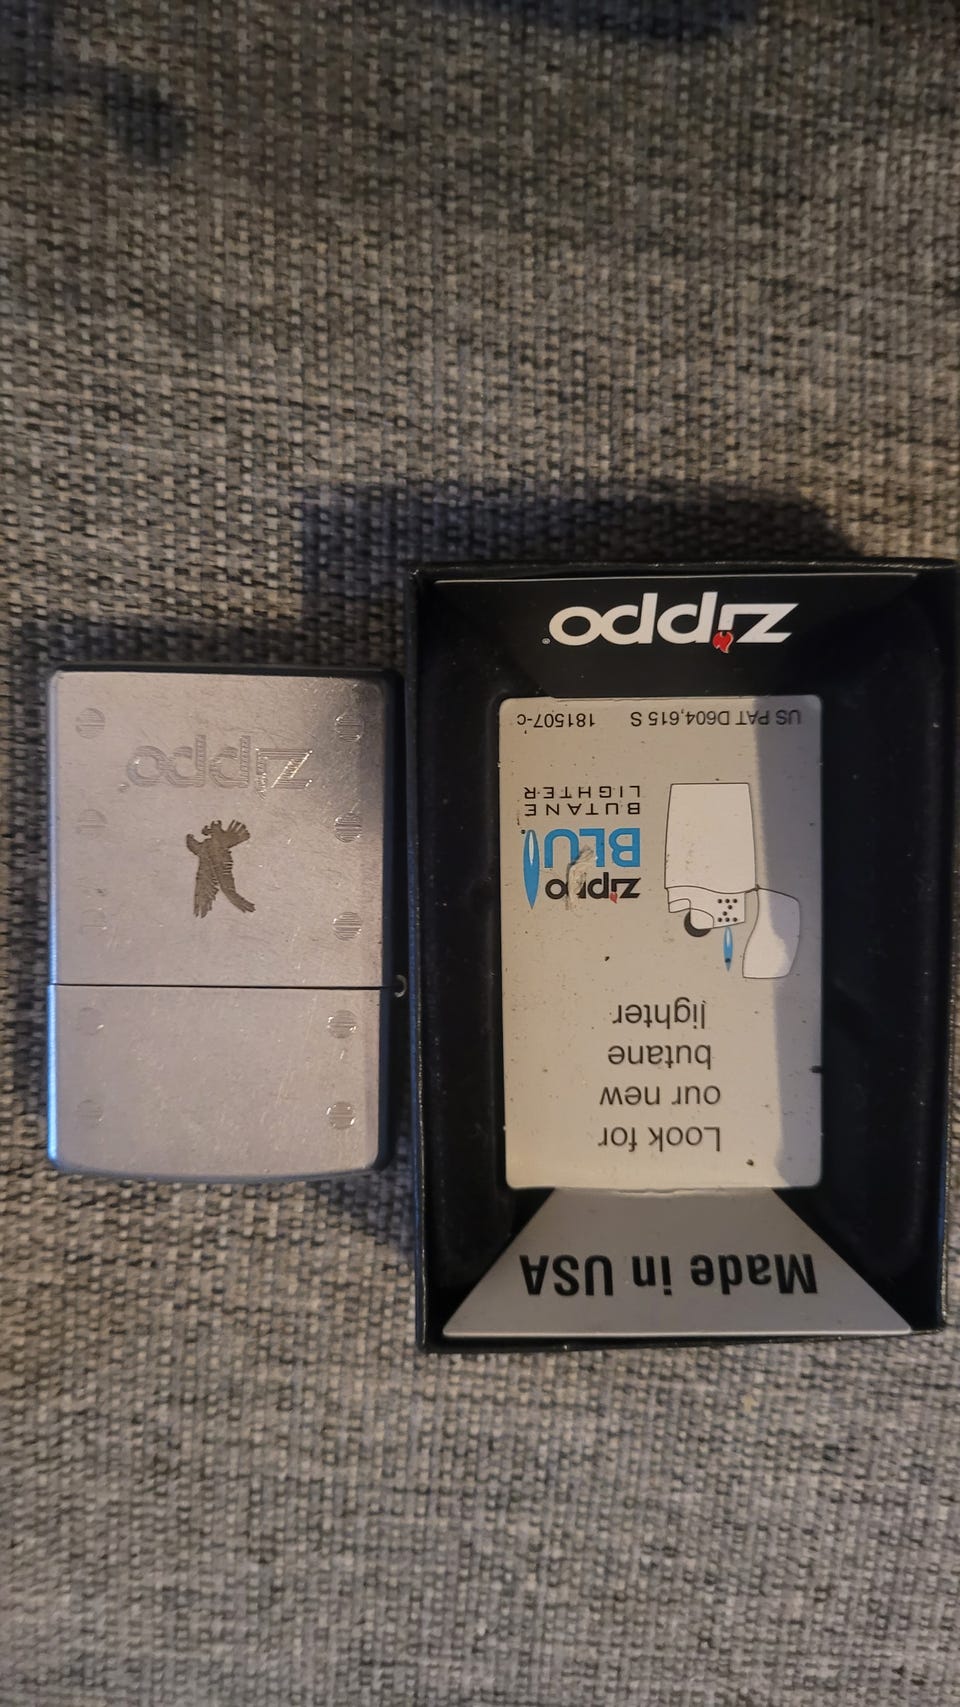 zippo
Zippo®
US PAT D604,615 S 181507-c
zippo
BLU
BUTANE
LIGHTER
Look for
our new
butane
lighter
Made in USA